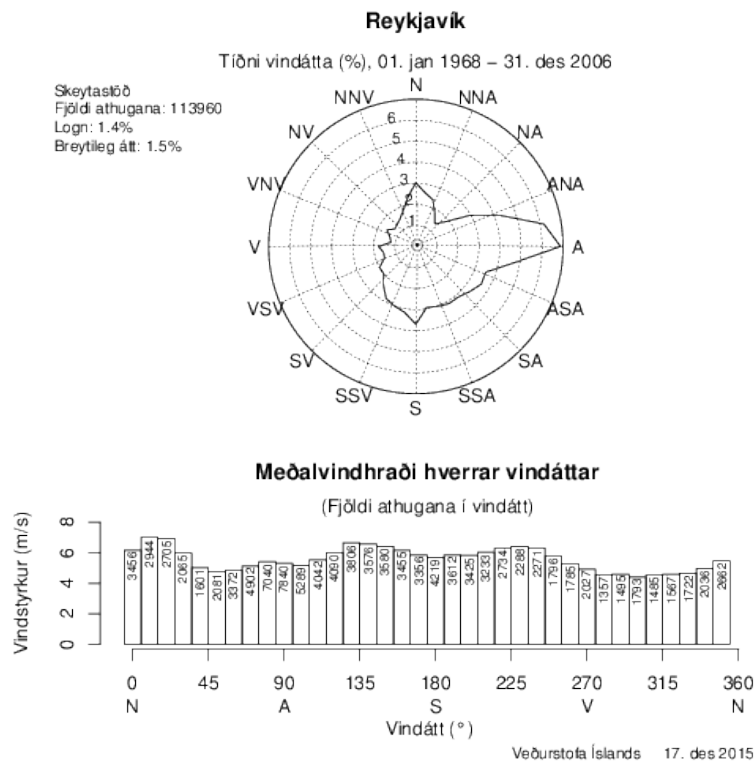 Reykjavík
Tíðni vindátta (%), 01. jan 1968 – 31. des 2006
Skeytastöð
Fjöldi athugana: 113960
Logn: 1.4%
Breytileg átt: 1.5%
N
NNV NNA
NV NA
VNV ANA
V A
VSV ASA
SV SA
SSV SSA
S
6
5
4
3
2
1
Meðalvindhraði hverrar vindáttar
(Fjöldi athugana í vindátt)
Vindstyrkur (m/s)
8
6
4
2
0
3456 2944 2705 2065 1601 2081 3372 4902 7040 7840 5289 4042 4090 3806 3576 3580 3455 3356 4219 3612 3425 3233 2734 2288 2271 1796 1785 2027 1357 1495 1793 1485 1567 1722 2036 2662
0 45 90 135 180 225 270 315 360
N A S V N
Vindátt (°)
Veðurstofa Íslands 17. des 2015